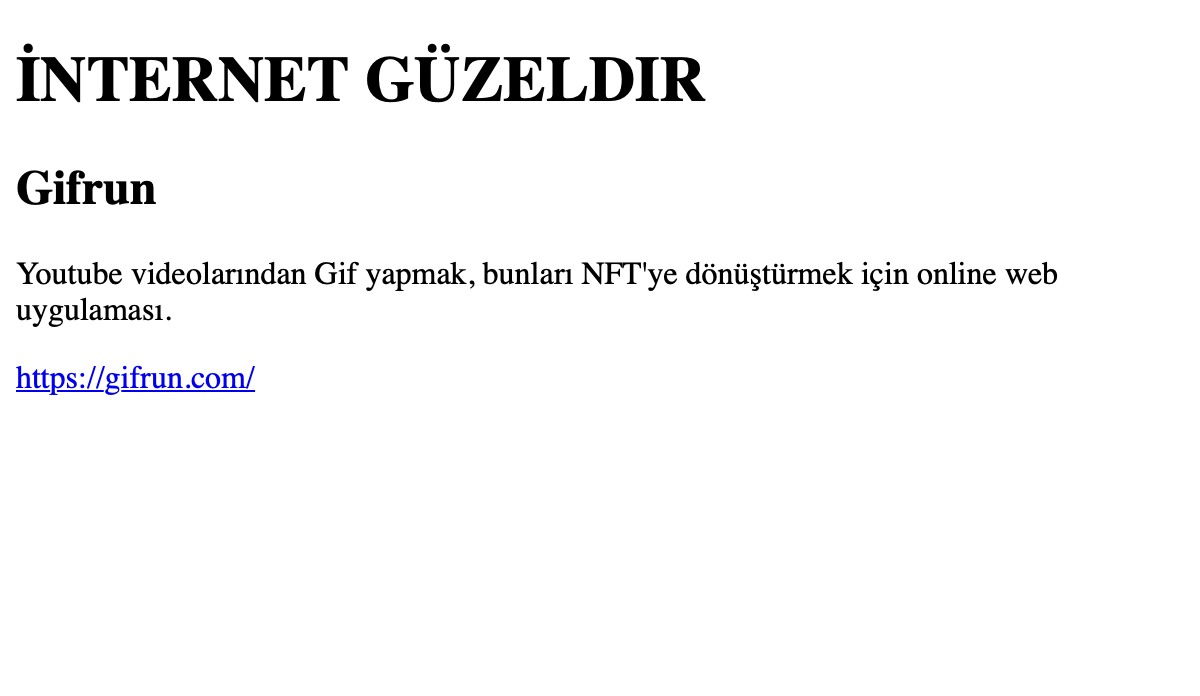 İNTERNET GÜZELDIR
Gifrun
Youtube videolarından Gif yapmak, bunları NFT'ye dönüştürmek için online web
uygulaması.
https://gifrun.com/